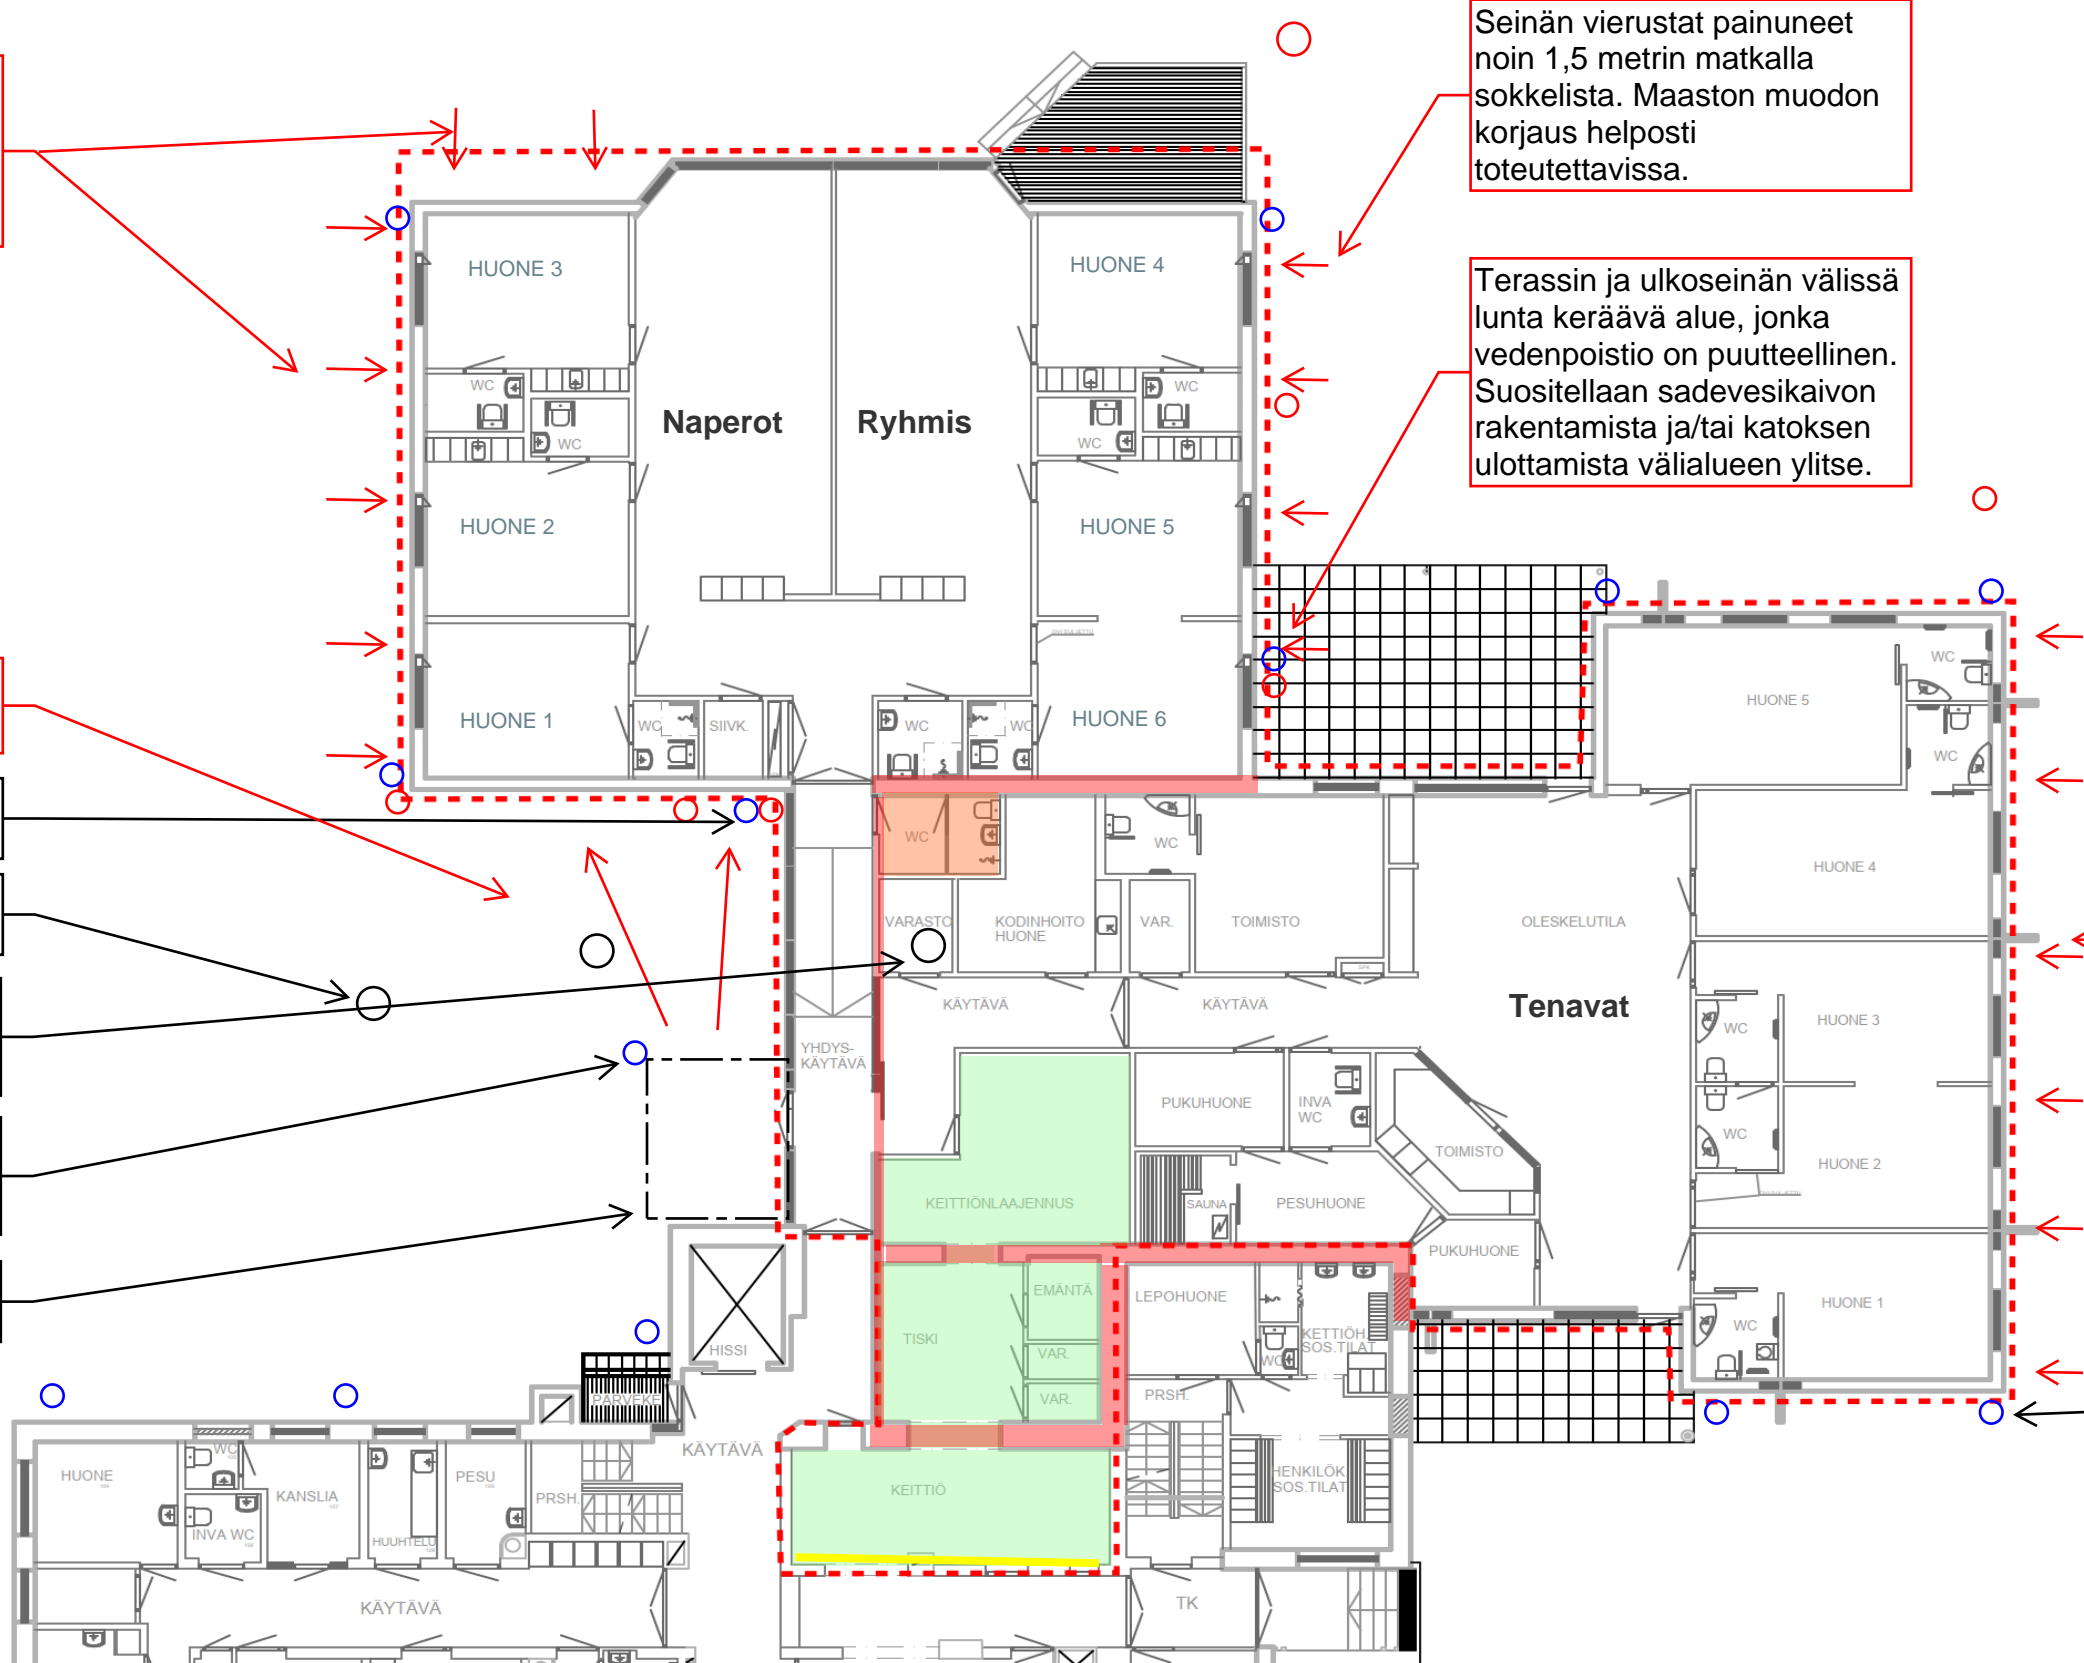 Seinän vierustat painuneet
noin 1,5 metrin matkalla
sokkelista. Maaston muodon
korjaus helposti
toteutettavissa.
Terassin ja ulkoseinän välissä
lunta keräävä alue, jonka
vedenpoistio on puutteellinen.
Suositellaan sadevesikaivon
rakentamista ja/tai katoksen
ulottamista välialueen ylitse.
HUONE 3
HUONE 4
WC
WC
Naperot
Ryhmis
WC
WC
HUONE 2
HUONE 5
HUONE 1
WC
SIIVK.
WC
WC
HUONE 6
WC
HUONE 5
WC
WC
WC
HUONE 4
VARASTO
KODINHOITO
HUONE
VAR.
TOIMISTO
OLESKELUTILA
KÄYTÄVÄ
KÄYTÄVÄ
Tenavat
WC
HUONE 3
YHDYS-
KÄYTÄVÄ
PUKUHUONE
INVA
WC
TOIMISTO
WC
HUONE 2
KEITTIÖNLAAJENNUS
SAUNA
PESUHUONE
PUKUHUONE
EMÄNTÄ
LEPOHUONE
HUONE 1
TISKI
KETTIÖH.
SOS.TILAT
WC
WC
HISSI
VAR.
VAR.
PRSH.
PARVEKE
KÄYTÄVÄ
HUONE
104
WC
KANSLIA
107
PESU
PRSH.
KEITTIÖ
HENKILÖK.
SOS.TILAT
INVA WC
HUUHTELU
KÄYTÄVÄ
TK